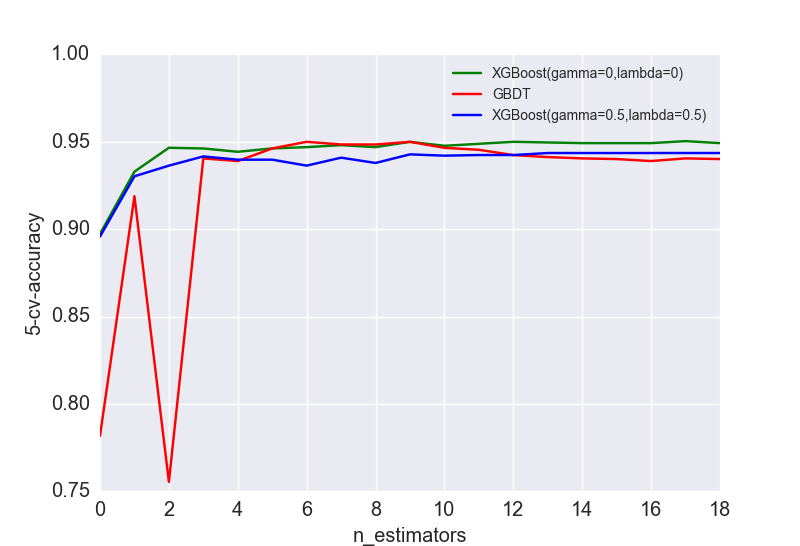 1.00
0.95
0.90
0.85
0.80
0.75
5-cv-accuracy
XGBoost(gamma=0,lambda=0)
GBDT
XGBoost(gamma=0.5,lambda=0.5)
0 2 4 6 8 10 12 14 16 18
n_estimators